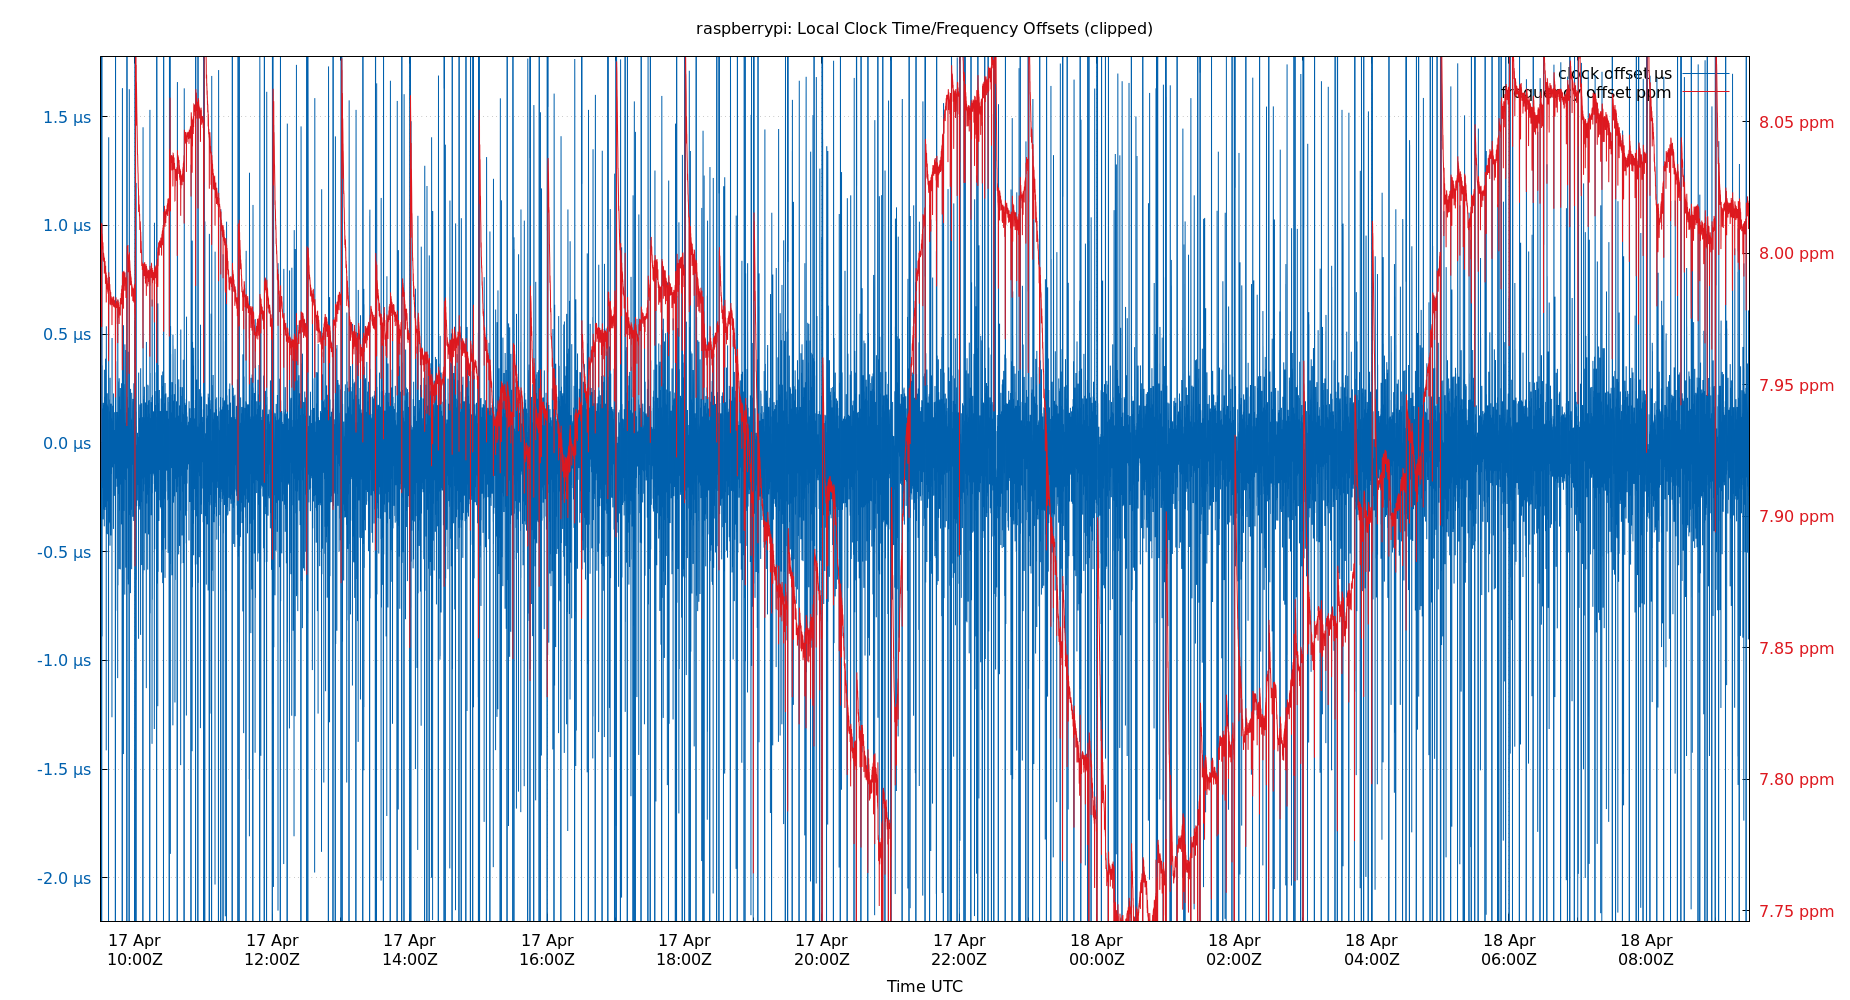 raspberrypi: Local Clock Time/Frequency Offsets (clipped)
clock offset µs
frequency offset ppm
1.5 µs
1.0 µs
0.5 µs
0.0 µs
-0.5 µs
-1.0 µs
-1.5 µs
-2.0 µs
8.05 ppm
8.00 ppm
7.95 ppm
7.90 ppm
7.85 ppm
7.80 ppm
7.75 ppm
17 Apr 17 Apr 17 Apr 17 Apr 17 Apr 17 Apr 17 Apr 18 Apr 18 Apr 18 Apr 18 Apr 18 Apr
10:00Z 12:00Z 14:00Z 16:00Z 18:00Z 20:00Z 22:00Z 00:00Z 02:00Z 04:00Z 06:00Z 08:00Z
Time UTC